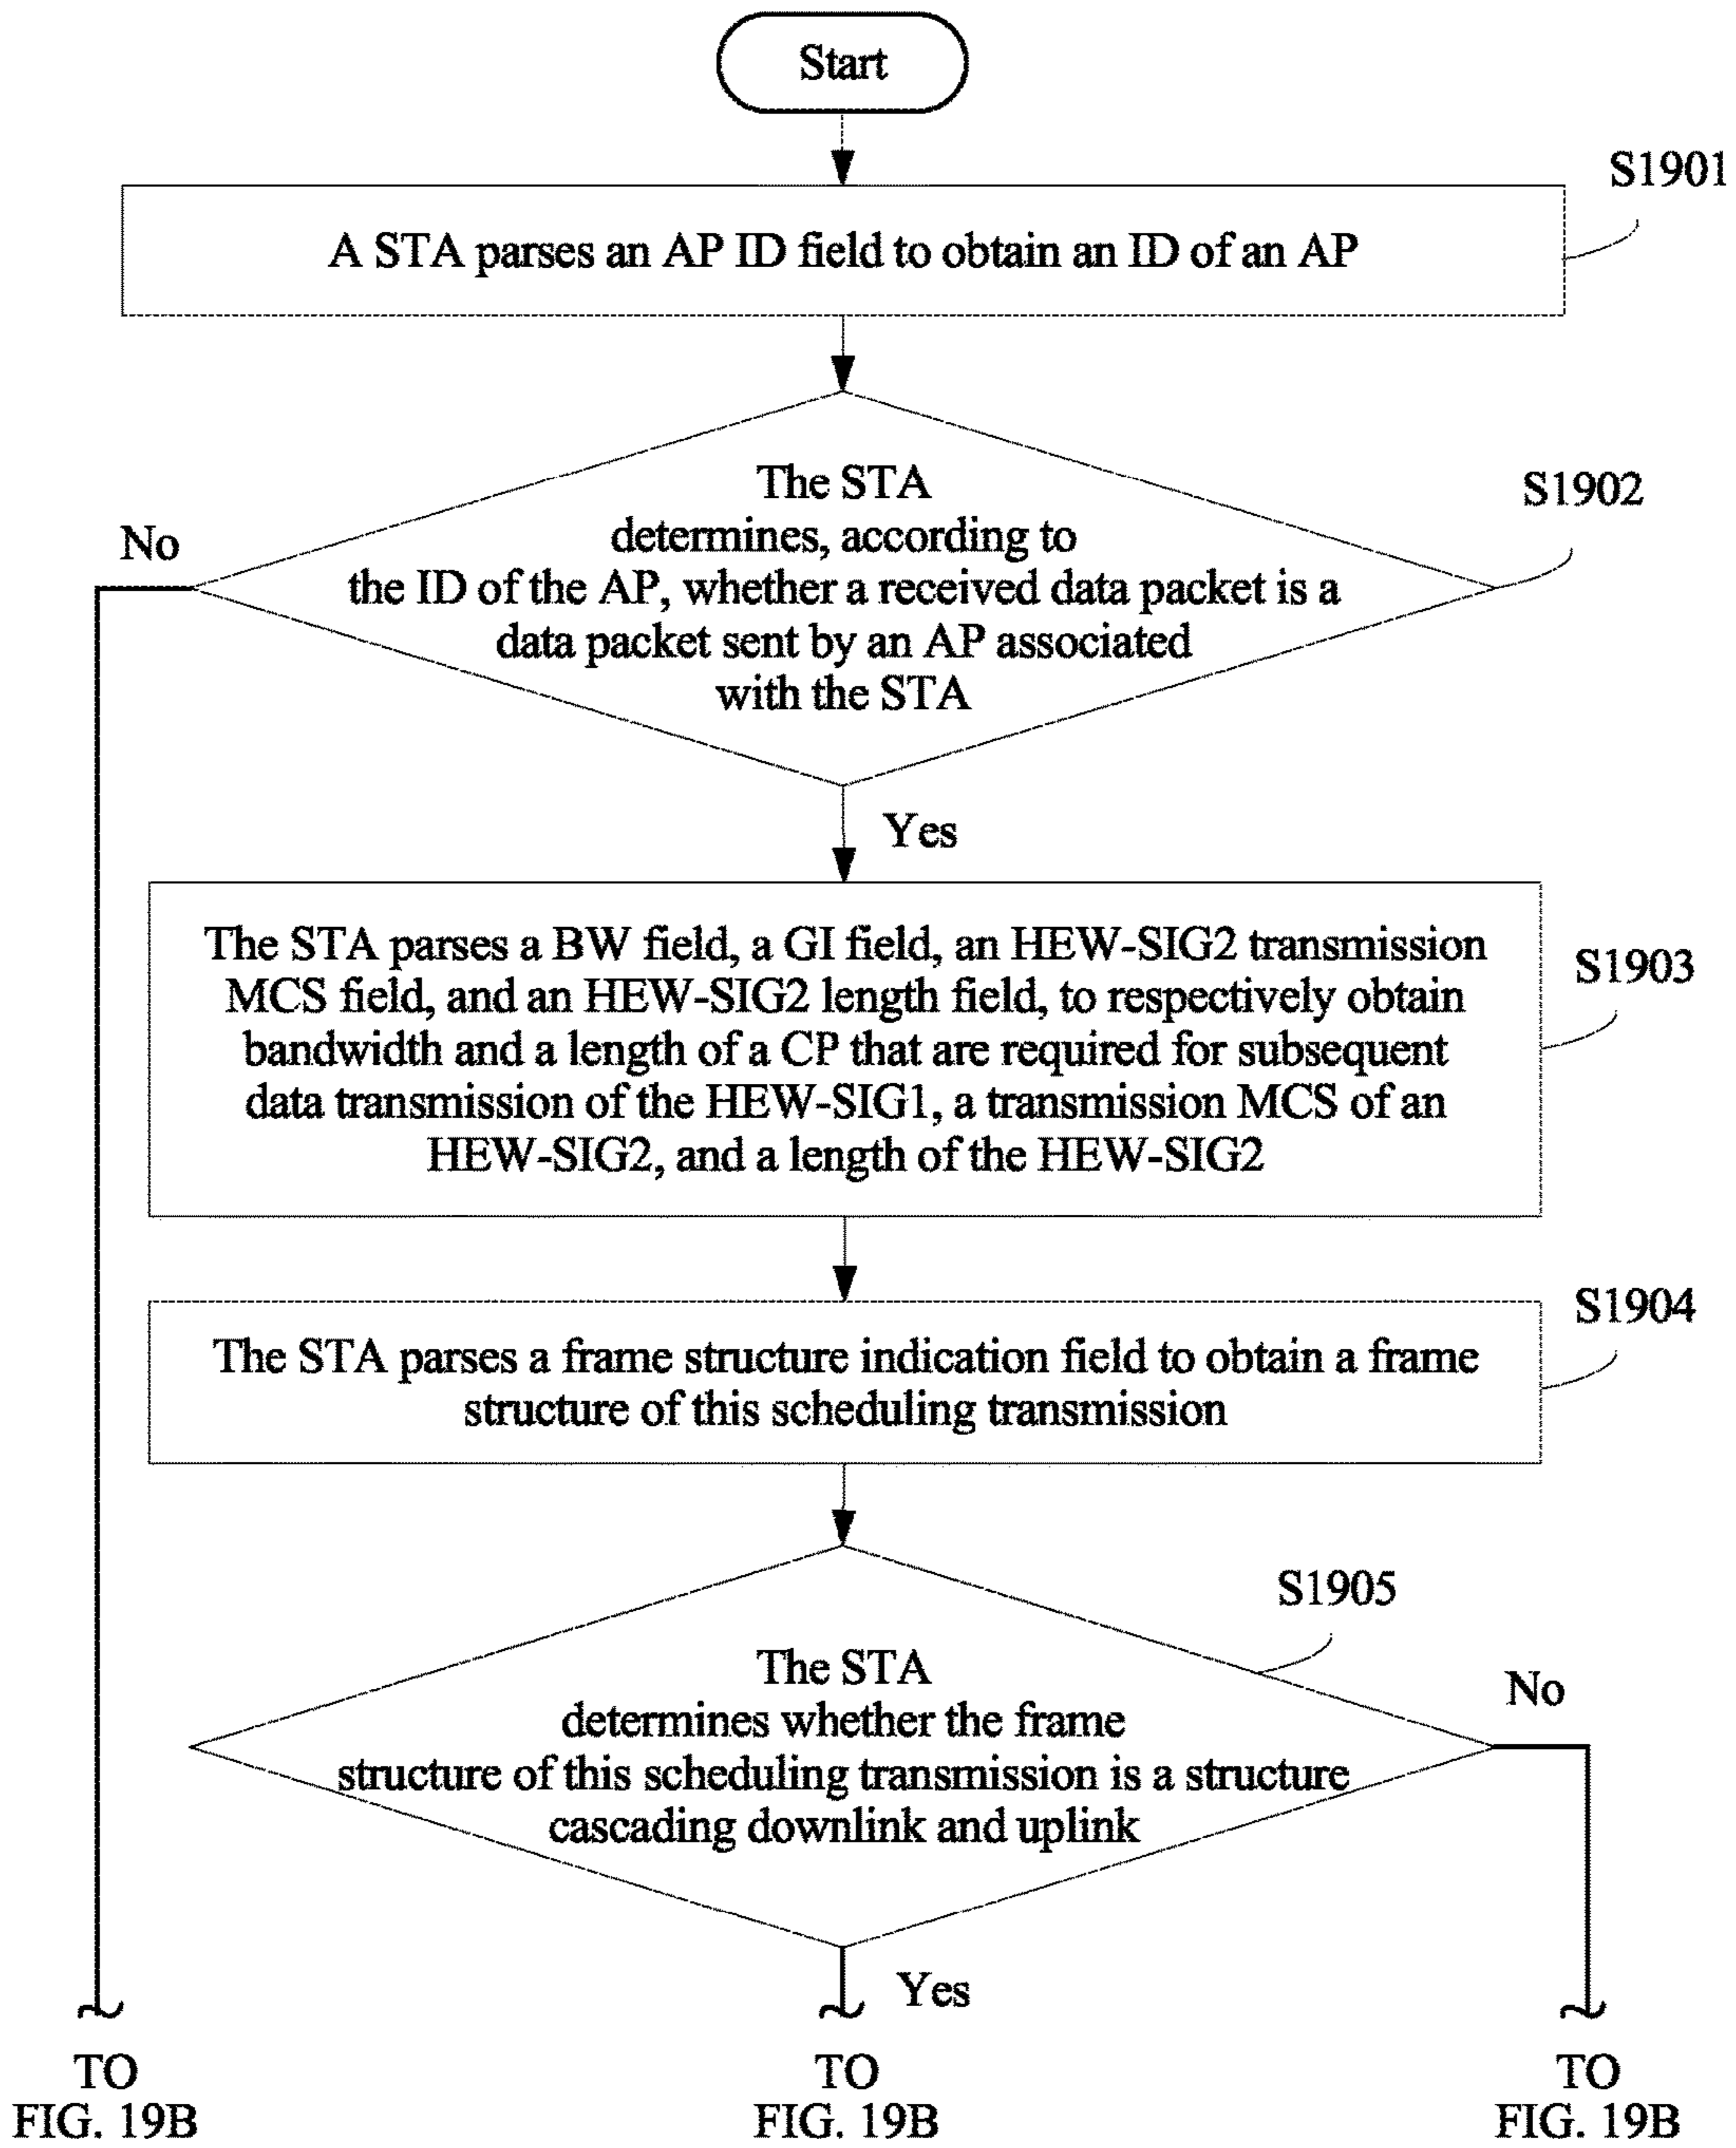 Start
S1901
A STA parses an AP ID field to obtain an ID of an AP
The STA
determines, according to
the ID of the AP, whether a received data packet is a
data packet sent by an AP associated
with the STA
S1902
No
Yes
The STA parses a BW field, a GI field, an HEW-SIG2 transmission
MCS field, and an HEW-SIG2 length field, to respectively obtain
bandwidth and a length of a CP that are required for subsequent
data transmission of the HEW-SIG1, a transmission MCS of an
HEW-SIG2, and a length of the HEW-SIG2
S1903
The STA parses a frame structure indication field to obtain a frame
structure of this scheduling transmission
S1904
S1905
The STA
determines whether the frame
structure of this scheduling transmission is a structure
cascading downlink and uplink
No
Yes
TO
FIG. 19B
TO
FIG. 19B
TO
FIG. 19B